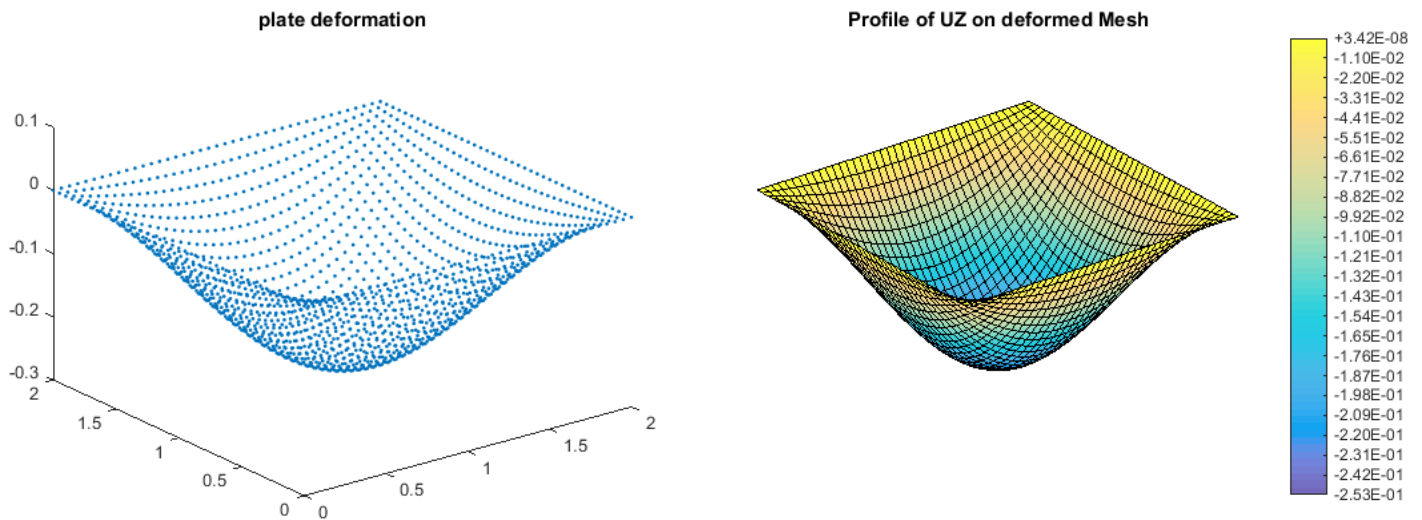 plate deformation
0.1
0
-0.1
-0.2
-0.3
2
1.5
1
0.5
0
0
0.5
1
1.5
2
Profile of UZ on deformed Mesh
+3.42E-08
-1.10E-02
-2.20E-02
-3.31E-02
-4.41E-02
-5.51E-02
-6.61E-02
-7.71E-02
-8.82E-02
-9.92E-02
-1.10E-01
-1.21E-01
-1.32E-01
-1.43E-01
-1.54E-01
-1.65E-01
-1.76E-01
-1.87E-01
-1.98E-01
-2.09E-01
-2.20E-01
-2.31E-01
-2.42E-01
-2.53E-01